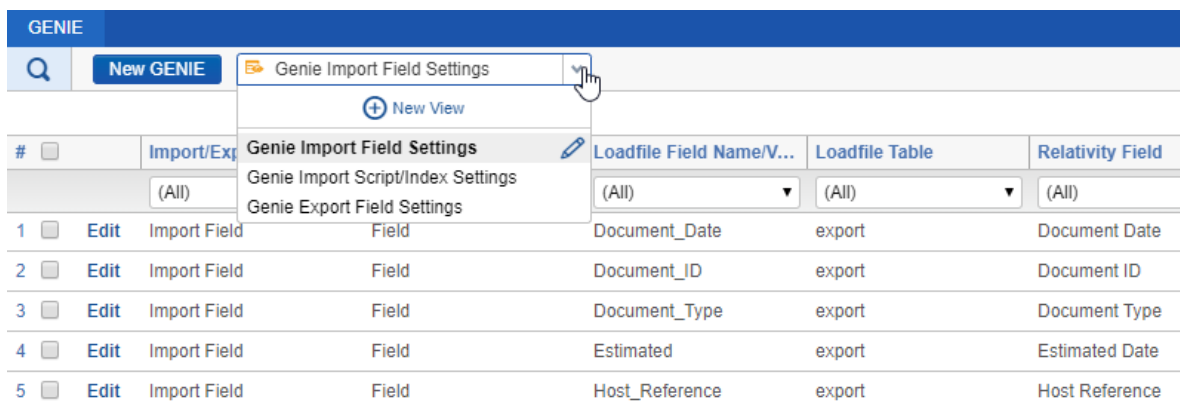 GENIE
New GENIE Genie Import Field Settings
New View
# Import/Exp Loadfile Field Name/V... Loadfile Table Relativity Field
Genie Import Field Settings
Genie Import Script/Index Settings
Genie Export Field Settings
(All) (All) (All) (All)
1 Edit Import Field Field Document_Date export Document Date
2 Edit Import Field Field Document_ID export Document ID
3 Edit Import Field Field Document_Type export Document Type
4 Edit Import Field Field Estimated export Estimated Date
5 Edit Import Field Field Host_Reference export Host Reference